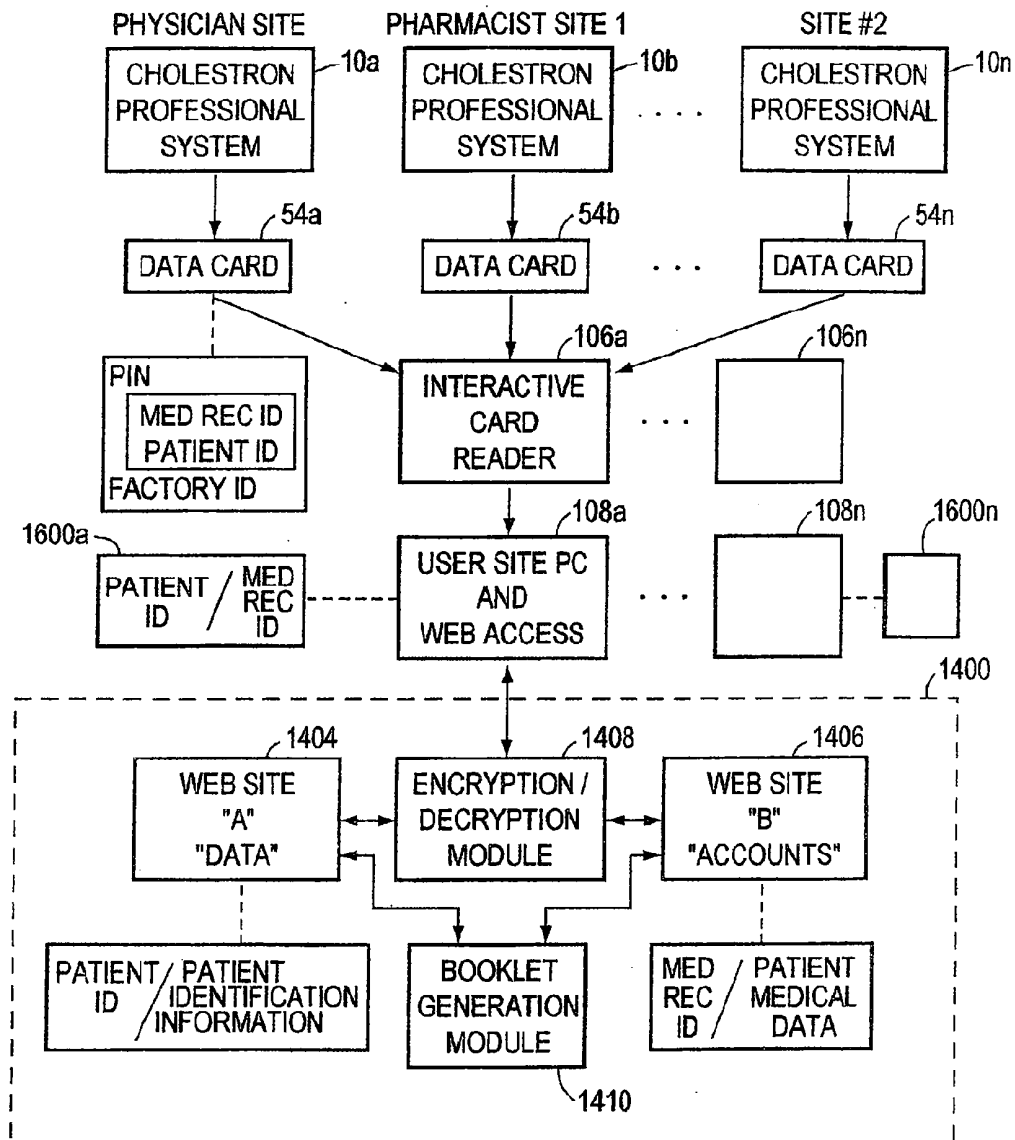 PHYSICIAN SITE
PHARMACIST SITE 1
SITE #2
10a
10b
10n
CHOLESTRON
PROFESSIONAL
SYSTEM
CHOLESTRON
PROFESSIONAL
SYSTEM
. . . .
CHOLESTRON
PROFESSIONAL
SYSTEM
54a
54b
54n
DATA CARD
DATA CARD
. . .
DATA CARD
106a
106n
PIN
MED REC ID
PATIENT ID
FACTORY ID
INTERACTIVE
CARD
READER
. . .
108a
108n
1600n
1600a
PATIENT
ID
/
MED
REC
ID
USER SITE PC
AND
WEB ACCESS
. . .
1400
1404
1408
1406
WEB SITE
"A"
"DATA"
ENCRYPTION /
DECRYPTION
MODULE
WEB SITE
"B"
"ACCOUNTS"
PATIENT
ID
/
PATIENT
IDENTIFICATION
INFORMATION
BOOKLET
GENERATION
MODULE
MED
REC
ID
/
PATIENT
MEDICAL
DATA
1410